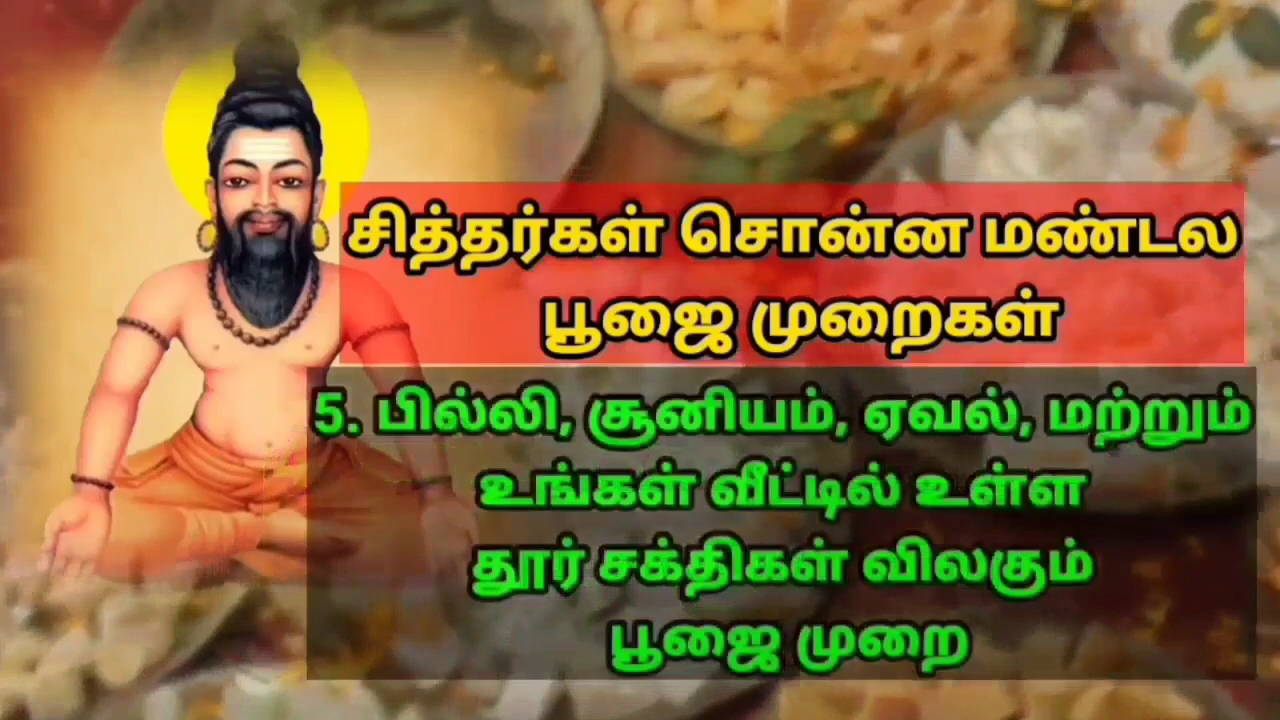 சித்தர்கள் சொன்ன மண்டல
பூஜை முறைகள்
5. பில்லி, சூனியம், ஏவல், மற்றும்
உங்கள் வீட்டில் உள்ள
தூர் சக்திகள் விலகும்
பூஜை முறை